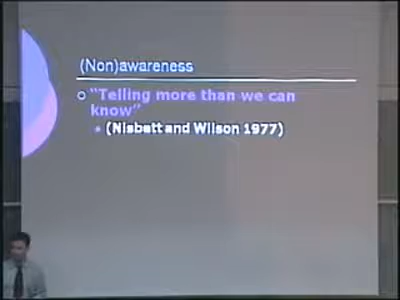 (Non)awareness
"Telling more than we can
know"
(Nisbett and Wilson 1977)